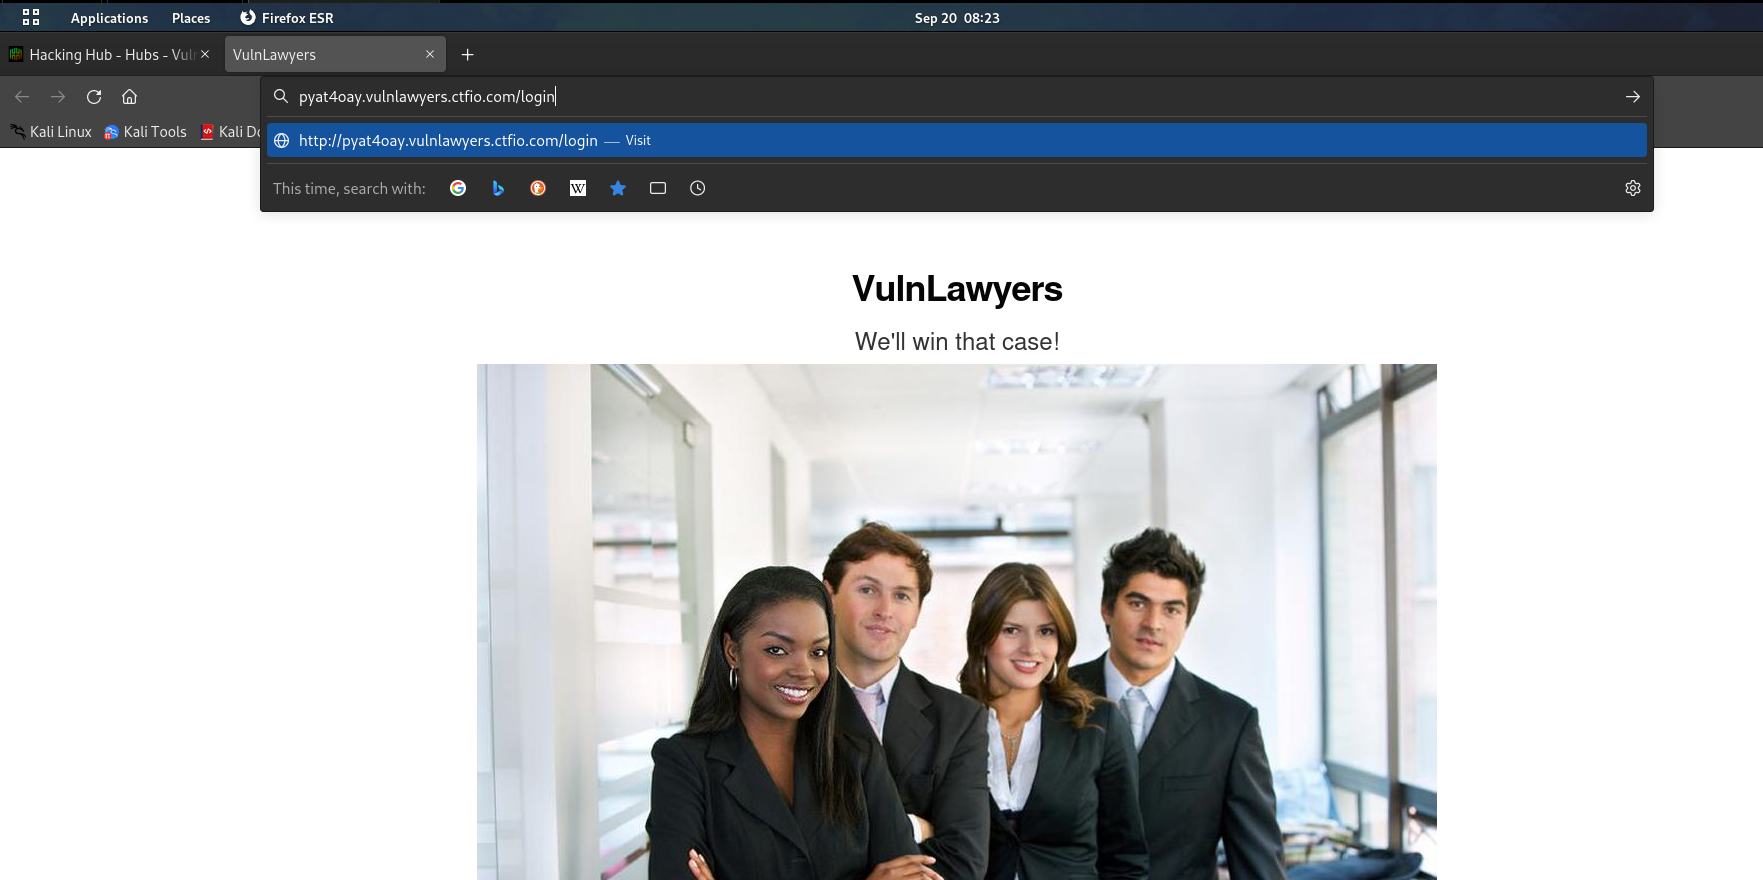 Applications Places Firefox ESR Sep 20 08:23
Hacking Hub - Hubs - Vuln VulnLawyers
pyat4oay.vulnlawyers.ctfio.com/login
Kali Linux Kali Tools Kali Do
http://pyat4oay.vulnlawyers.ctfio.com/login — Visit
This time, search with:
VulnLawyers
We'll win that case!